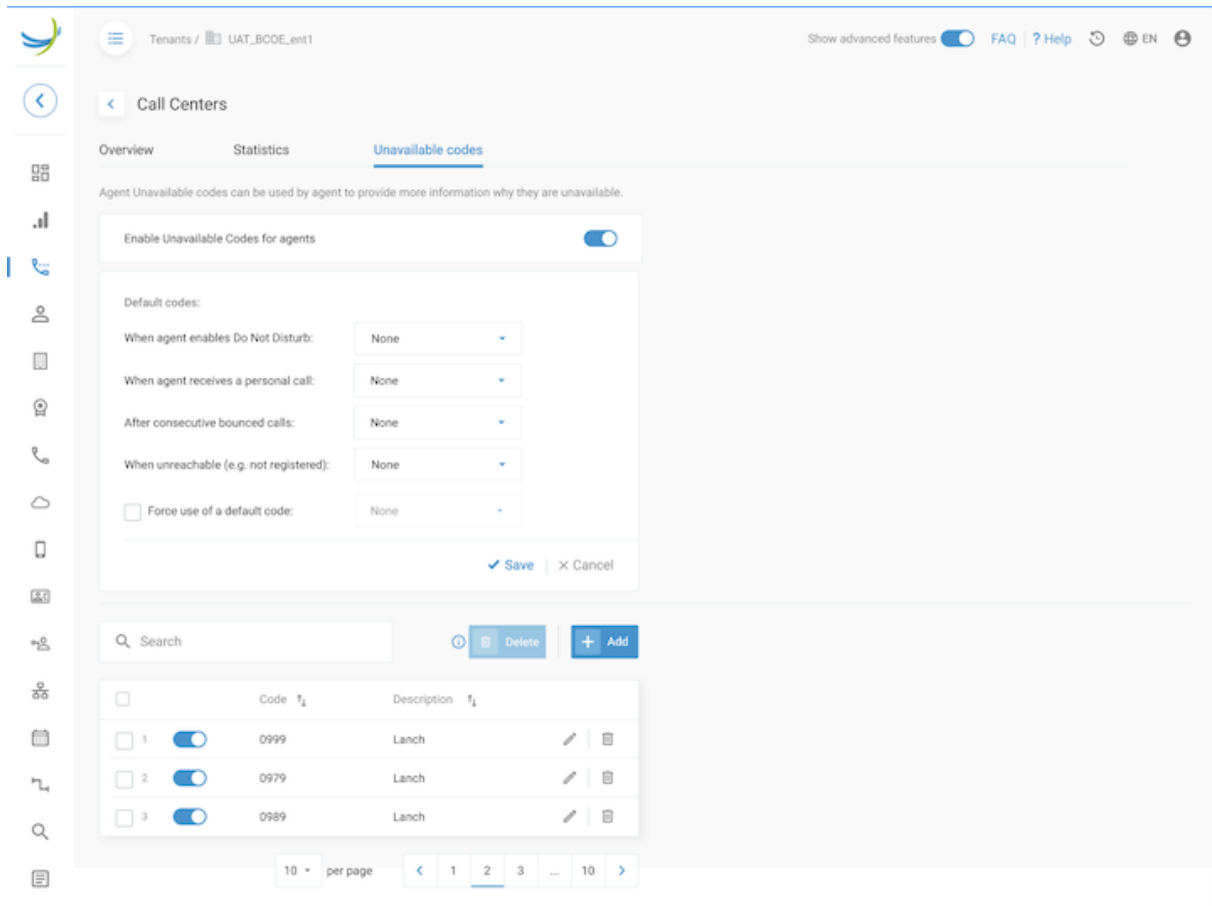 Tenants / UAT_BCOE_ent1
Show advanced features FAQ ? Help EN
Call Centers
Overview Statistics Unavailable codes
Agent Unavailable codes can be used by agent to provide more information why they are unavailable.
Enable Unavailable Codes for agents
Default codes:
When agent enables Do Not Disturb: None
When agent receives a personal call: None
After consecutive bounced calls: None
When unreachable (e.g. not registered): None
Force use of a default code: None
Save Cancel
Search Delete + Add
Code Description
1 0999 Lanch
2 0979 Lanch
3 0989 Lanch
10 per page 1 2 3 ... 10